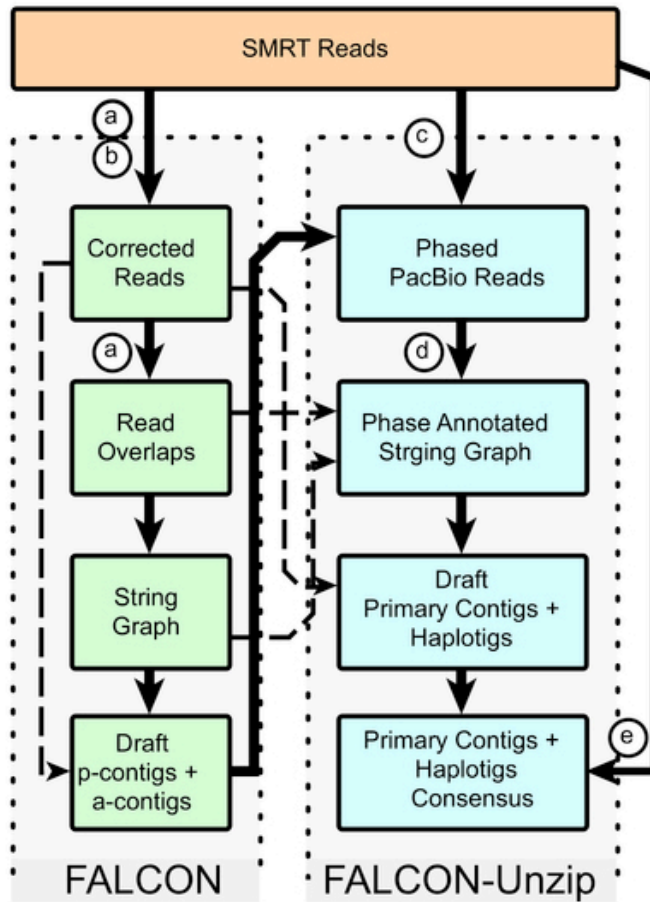 SMRT Reads
a
b
c
Corrected
Reads
Phased
PacBio Reads
a
d
Read
Overlaps
Phase Annotated
Strging Graph
String
Graph
Draft
Primary Contigs +
Haplotigs
Draft
p-contigs +
a-contigs
Primary Contigs +
Haplotigs
Consensus
e
FALCON
FALCON-Unzip